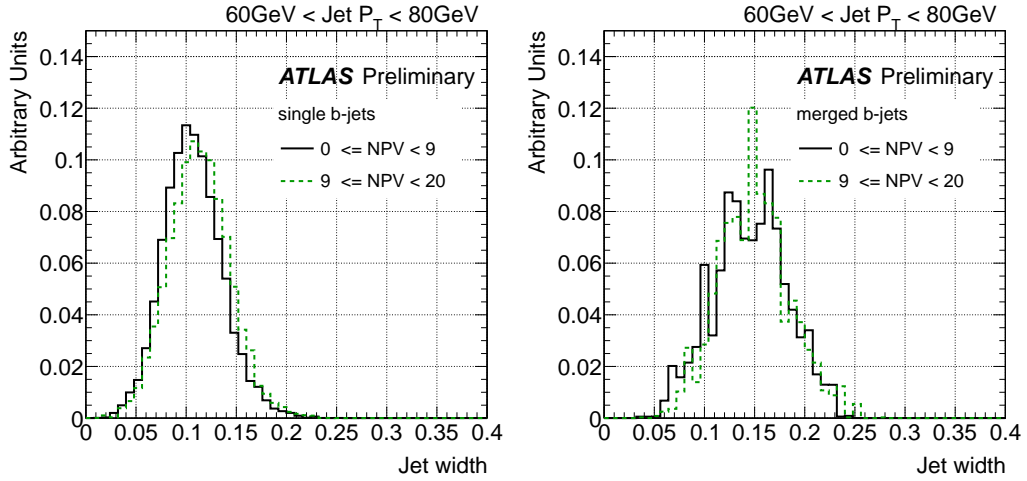 60GeV < Jet P_T < 80GeV
Arbitrary Units
0.14
0.12
0.1
0.08
0.06
0.04
0.02
0
ATLAS Preliminary
single b-jets
0 <= NPV < 9
9 <= NPV < 20
0 0.05 0.1 0.15 0.2 0.25 0.3 0.35 0.4
Jet width
60GeV < Jet P_T < 80GeV
Arbitrary Units
0.14
0.12
0.1
0.08
0.06
0.04
0.02
0
ATLAS Preliminary
merged b-jets
0 <= NPV < 9
9 <= NPV < 20
0 0.05 0.1 0.15 0.2 0.25 0.3 0.35 0.4
Jet width